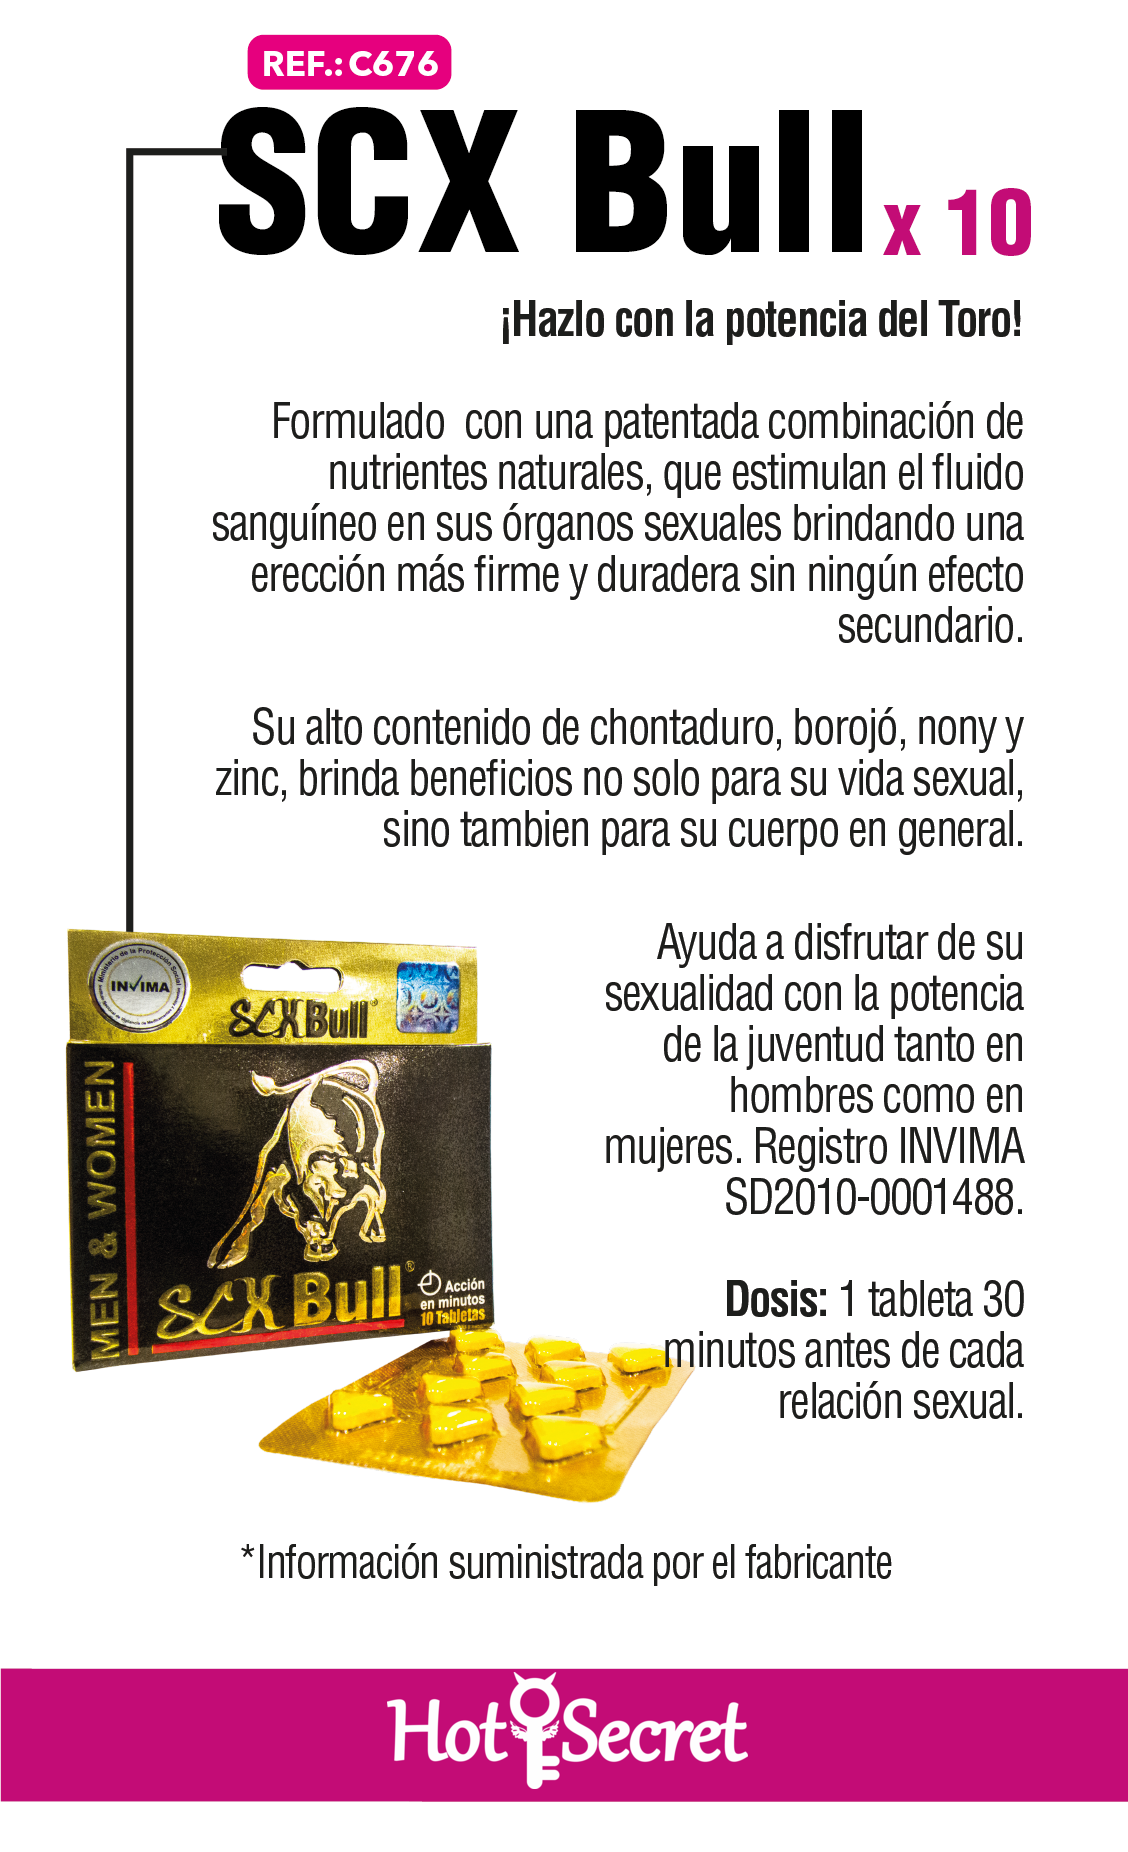 REF.: C676
SCX Bull x 10
¡Hazlo con la potencia del Toro!
Formulado  con una patentada combinación de
nutrientes naturales, que estimulan el fluido
sanguíneo en sus órganos sexuales brindando una
erección más firme y duradera sin ningún efecto
secundario.
Su alto contenido de chontaduro, borojó, nony y
zinc, brinda beneficios no solo para su vida sexual,
sino tambien para su cuerpo en general.
Ayuda a disfrutar de su
sexualidad con la potencia
de la juventud tanto en
hombres como en
mujeres. Registro INVIMA
SD2010-0001488.
Dosis: 1 tableta 30
minutos antes de cada
relación sexual.
Ministerio de la Protección Social
INVIMA
SCX Bull®
MEN & WOMEN
SCX Bull®
Acción
en minutos
10 Tabletas
*Información suministrada por el fabricante
Hot Secret